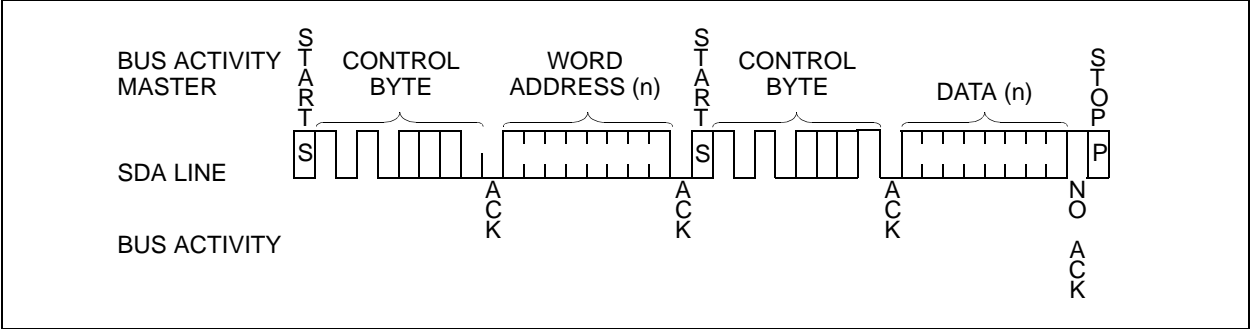 BUS ACTIVITY
MASTER
START
CONTROL
BYTE
WORD
ADDRESS (n)
START
CONTROL
BYTE
DATA (n)
STOP
SDA LINE
S
S
P
BUS ACTIVITY
ACK
ACK
ACK
NO ACK